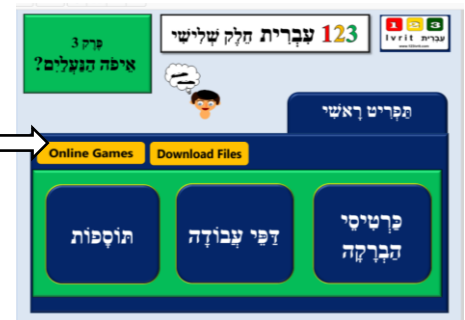 פֶּרֶק 3
אֵיפֹה הַנַּעֲלַיִם?
123 עִבְרִית חֵלֶק שְׁלִישִׁי
1 2 3
Ivrit עִבְרִית
www.123ivrit.com
תַּפְרִיט רָאשִׁי
Online Games
Download Files
כַּרְטִיסֵי הַבְרָקָה
דַּפֵּי עֲבוֹדָה
תּוֹסָפוֹת